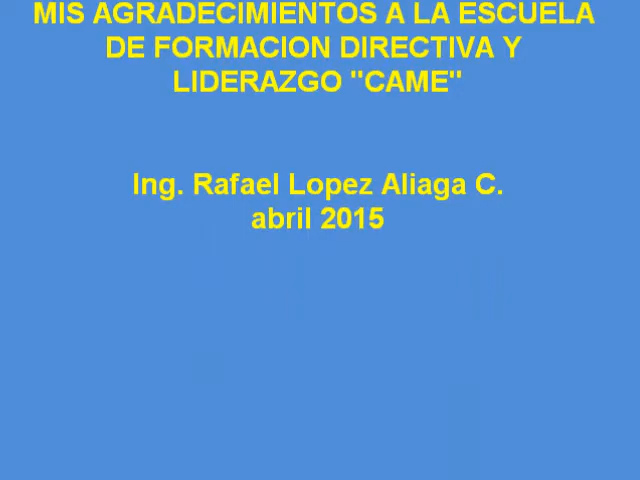 MIS AGRADECIMIENTOS A LA ESCUELA
DE FORMACION DIRECTIVA Y
LIDERAZGO "CAME"
Ing. Rafael Lopez Aliaga C.
abril 2015